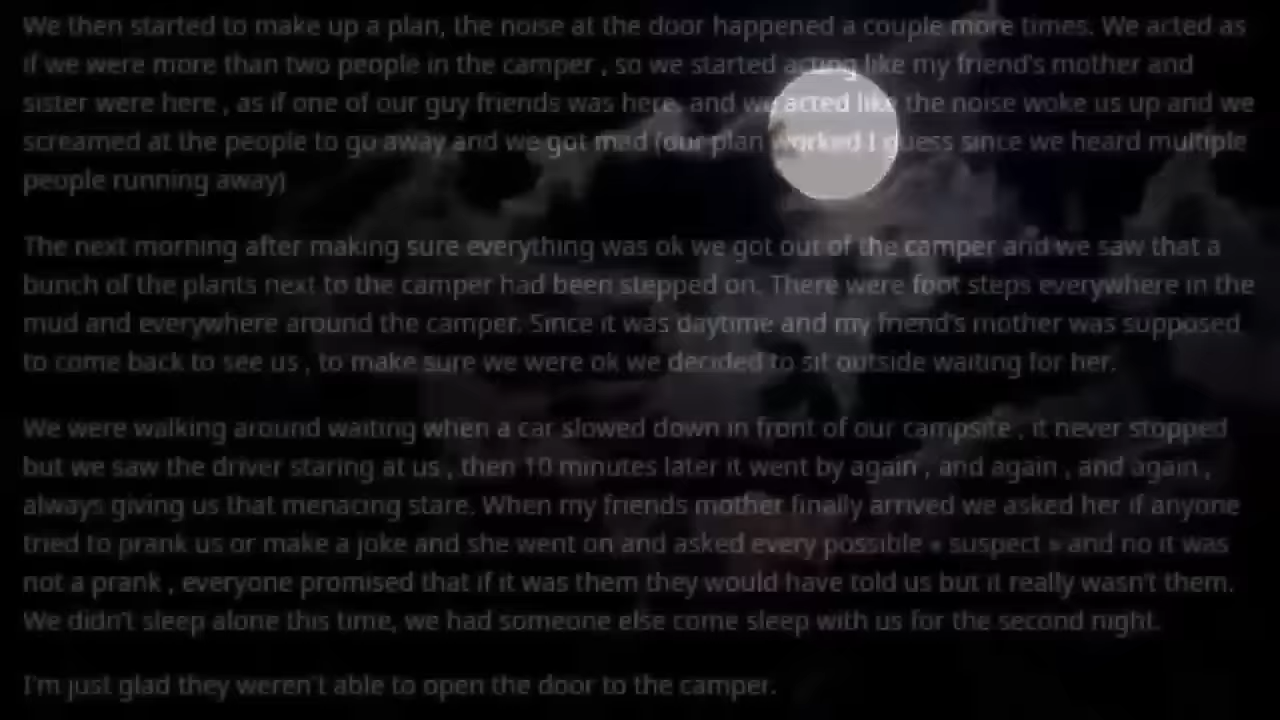 We then started to make up a plan, the noise at the door happened a couple more times. We acted as
if we were more than two people in the camper , so we started acting like my friend's mother and
sister were here , as if one of our guy friends was here, and we acted like the noise woke us up and we
screamed at the people to go away and we got mad (our plan worked I guess since we heard multiple
people running away)
The next morning after making sure everything was ok we got out of the camper and we saw that a
bunch of the plants next to the camper had been stepped on. There were foot steps everywhere in the
mud and everywhere around the camper. Since it was daytime and my friend's mother was supposed
to come back to see us , to make sure we were ok we decided to sit outside waiting for her.
We were walking around waiting when a car slowed down in front of our campsite , it never stopped
but we saw the driver staring at us , then 10 minutes later it went by again , and again , and again ,
always giving us that menacing stare. When my friends mother finally arrived we asked her if anyone
tried to prank us or make a joke and she went on and asked every possible « suspect » and no it was
not a prank , everyone promised that if it was them they would have told us but it really wasn't them.
We didn't sleep alone this time, we had someone else come sleep with us for the second night.
I'm just glad they weren't able to open the door to the camper.